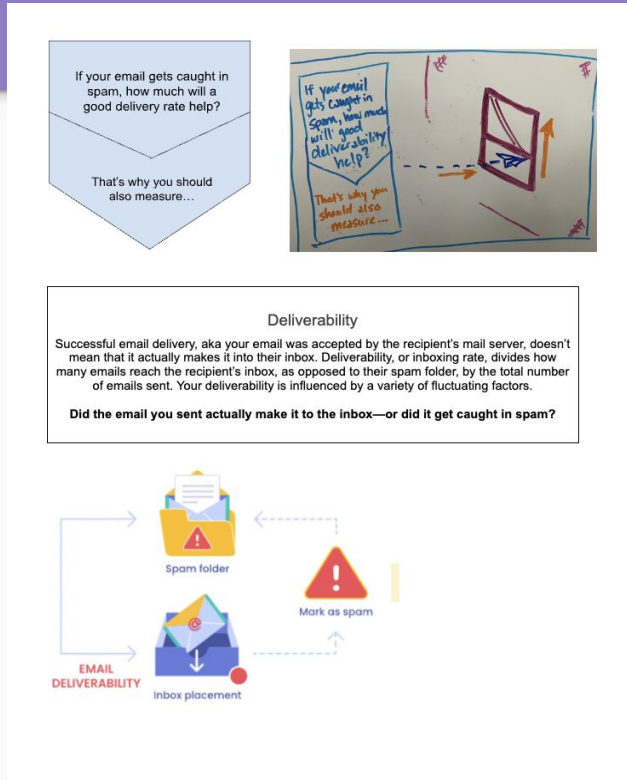 If your email gets caught in
spam, how much will a
good delivery rate help?
That's why you should
also measure…
If your email
gets caught in
spam, how much
will good
deliverability
help?
That's why you
should also
measure...
Deliverability
Successful email delivery, aka your email was accepted by the recipient's mail server, doesn't
mean that it actually makes it into their inbox. Deliverability, or inboxing rate, divides how
many emails reach the recipient's inbox, as opposed to their spam folder, by the total number
of emails sent. Your deliverability is influenced by a variety of fluctuating factors.
Did the email you sent actually make it to the inbox—or did it get caught in spam?
Spam folder
Mark as spam
EMAIL
DELIVERABILITY
Inbox placement